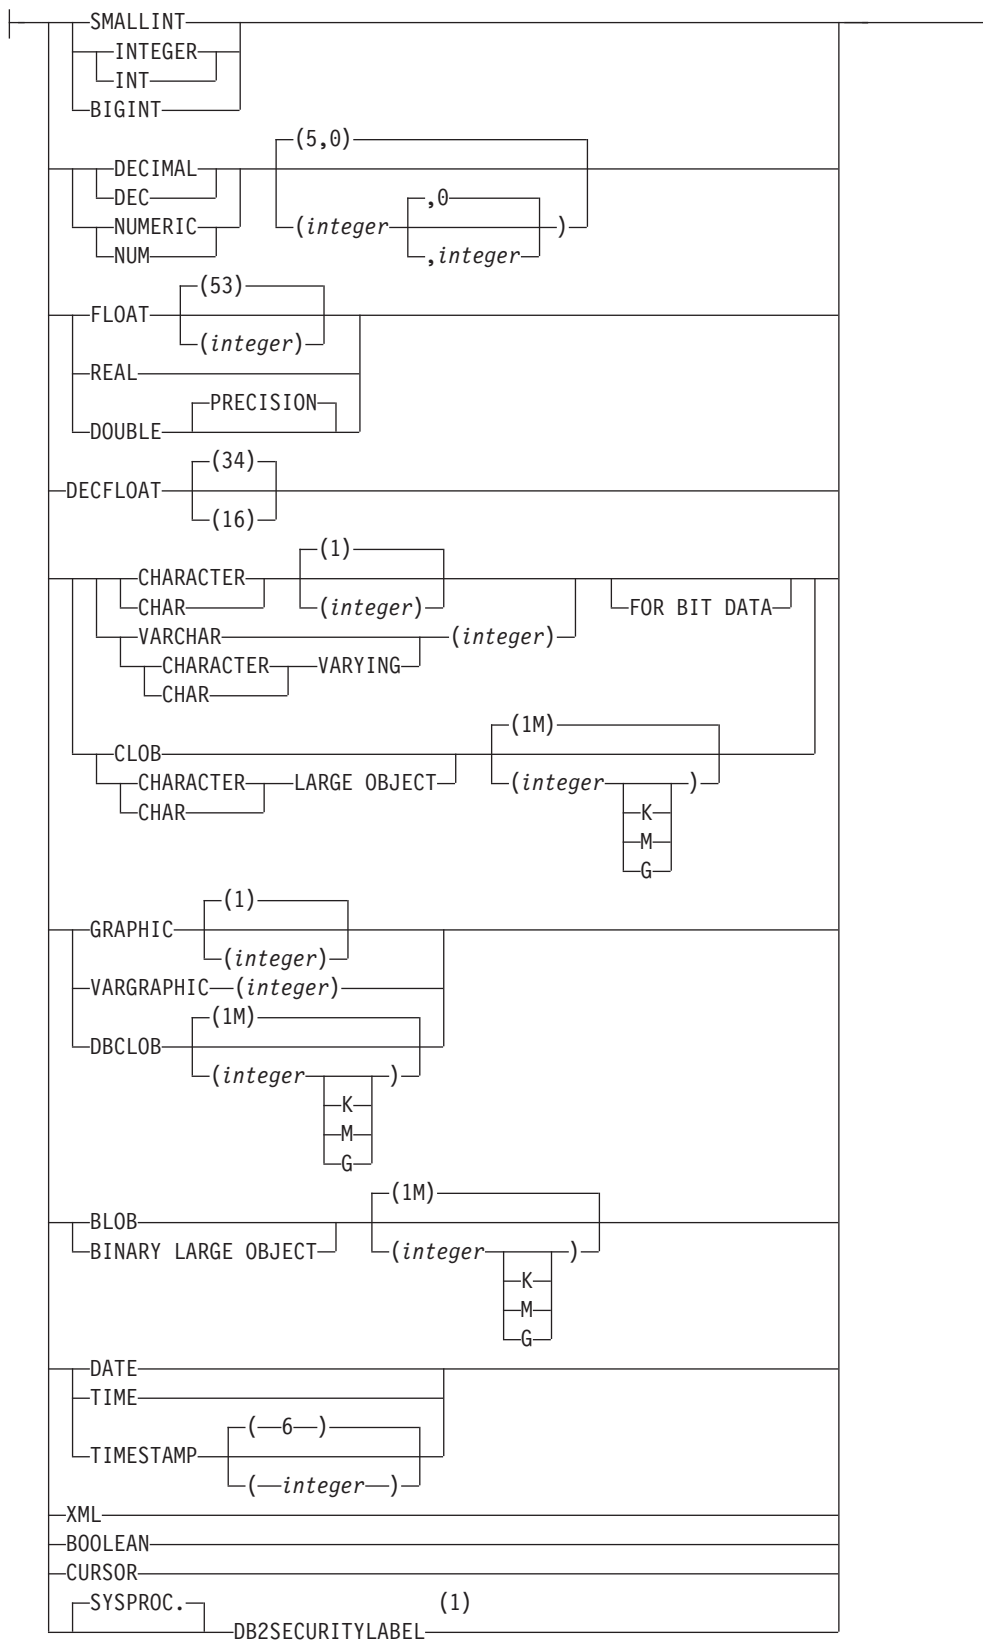 SMALLINT
INTEGER
INT
BIGINT
(5,0)
DECIMAL
DEC
NUMERIC (integer ,0 )
NUM ,integer
(53)
FLOAT
(integer)
REAL
PRECISION
DOUBLE
(34)
DECFLOAT
(16)
(1)
CHARACTER
CHAR (integer) FOR BIT DATA
VARCHAR (integer)
CHARACTER VARYING
CHAR
(1M)
CLOB
CHARACTER LARGE OBJECT (integer )
CHAR K
M
G
(1)
GRAPHIC
(integer)
VARGRAPHIC (integer)
(1M)
DBCLOB
(integer )
K
M
G
(1M)
BLOB
BINARY LARGE OBJECT (integer )
K
M
G
DATE
TIME
( 6 )
TIMESTAMP
( integer )
XML
BOOLEAN
CURSOR
SYSPROC. (1)
DB2SECURITYLABEL